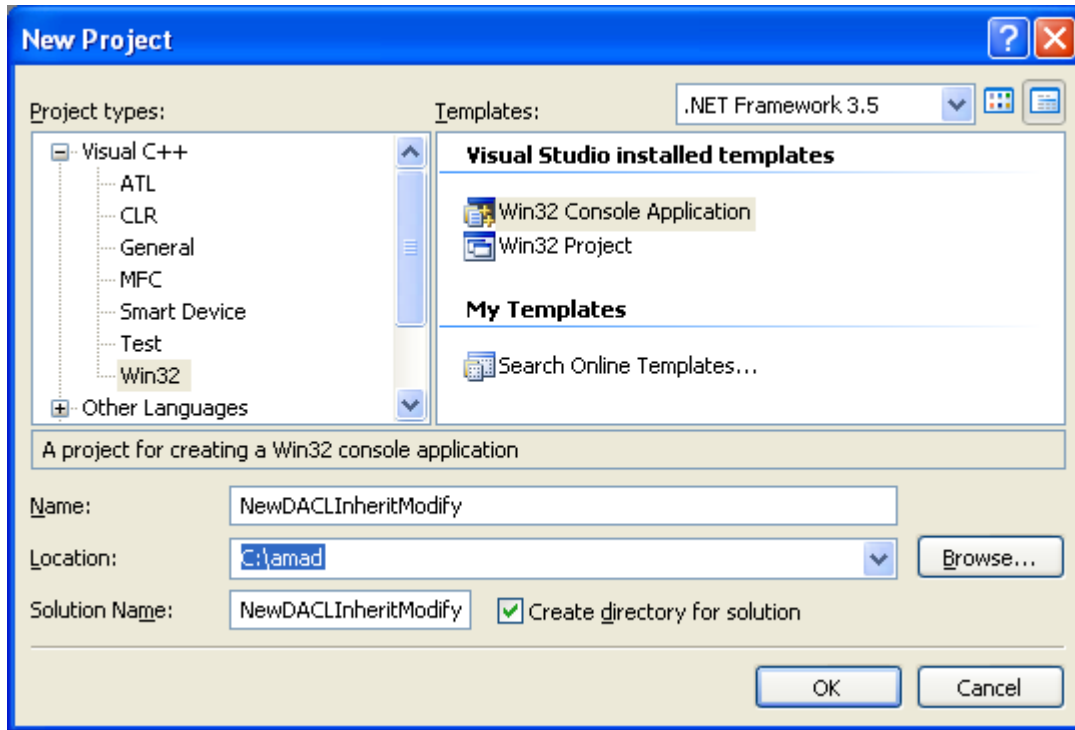 New Project
Project types:
Templates:
.NET Framework 3.5
Visual C++
ATL
CLR
General
MFC
Smart Device
Test
Win32
Other Languages
Visual Studio installed templates
Win32 Console Application
Win32 Project
My Templates
Search Online Templates...
A project for creating a Win32 console application
Name:
NewDACLInheritModify
Location:
C:\amad
Browse...
Solution Name:
NewDACLInheritModify
Create directory for solution
OK
Cancel